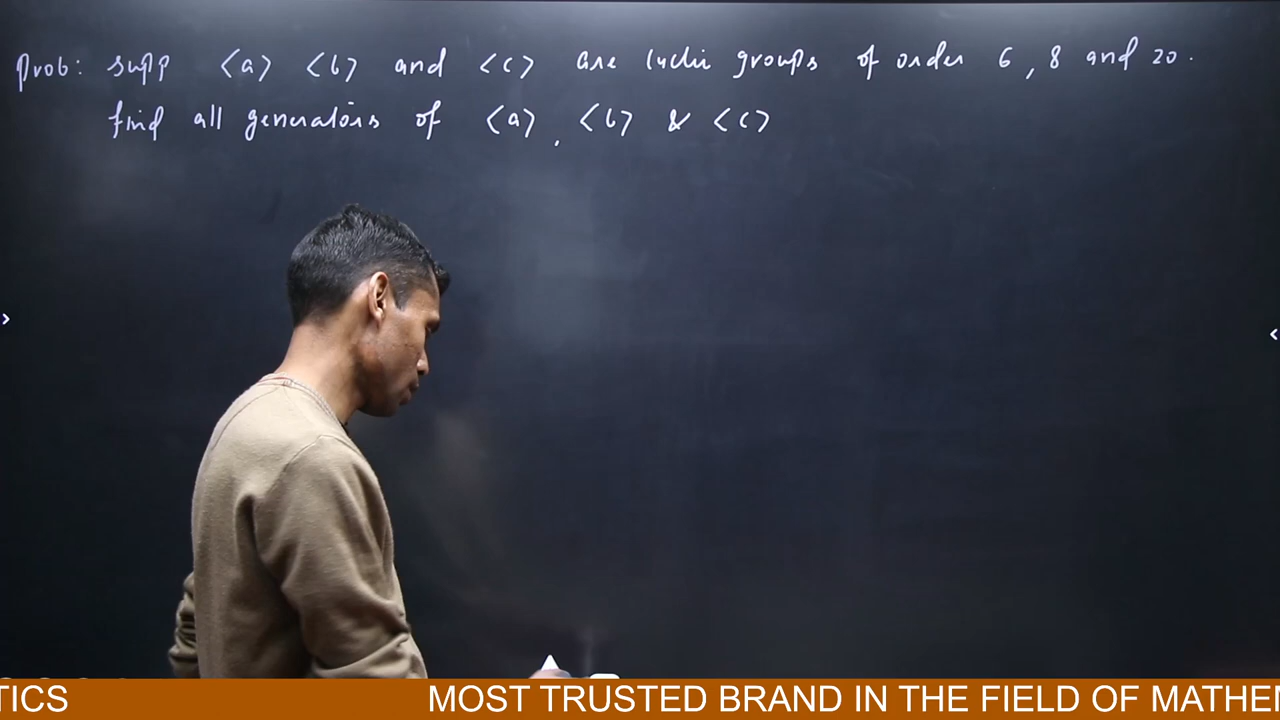 Prob: supp <a> <b> and <c> are cyclic groups of order 6, 8 and 20.
find all generators of <a>, <b> & <c>
TICS MOST TRUSTED BRAND IN THE FIELD OF MATHE